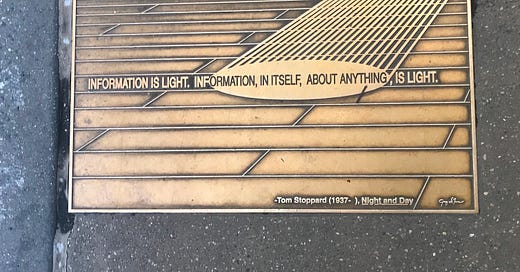 INFORMATION IS LIGHT. INFORMATION, IN ITSELF, ABOUT ANYTHING, IS LIGHT.
-Tom Stoppard (1937- ), Night and Day